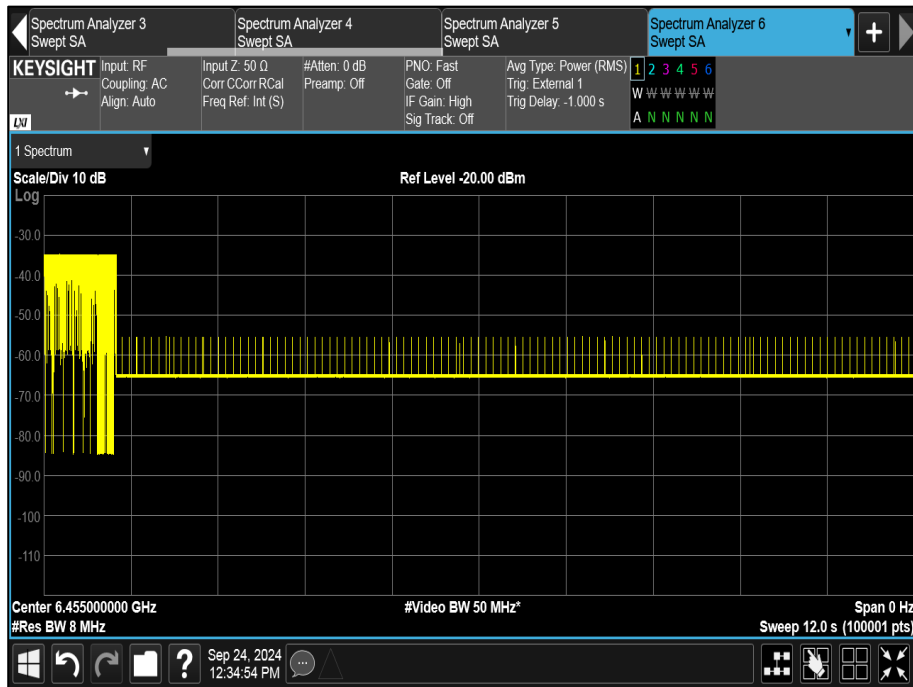 Spectrum Analyzer 3
Swept SA
Spectrum Analyzer 4
Swept SA
Spectrum Analyzer 5
Swept SA
Spectrum Analyzer 6
Swept SA
+
KEYSIGHT
LXI
Input: RF
Coupling: AC
Align: Auto
Input Z: 50 Ω
Corr CCorr RCal
Freq Ref: Int (S)
#Atten: 0 dB
Preamp: Off
PNO: Fast
Gate: Off
IF Gain: High
Sig Track: Off
Avg Type: Power (RMS)
Trig: External 1
Trig Delay: -1.000 s
1 2 3 4 5 6
W W W W W W
A N N N N N
1 Spectrum
Scale/Div 10 dB
Ref Level -20.00 dBm
Log
-30.0
-40.0
-50.0
-60.0
-70.0
-80.0
-90.0
-100
-110
Center 6.455000000 GHz
#Video BW 50 MHz*
Span 0 Hz
#Res BW 8 MHz
Sweep 12.0 s (100001 pts)
?
Sep 24, 2024
12:34:54 PM